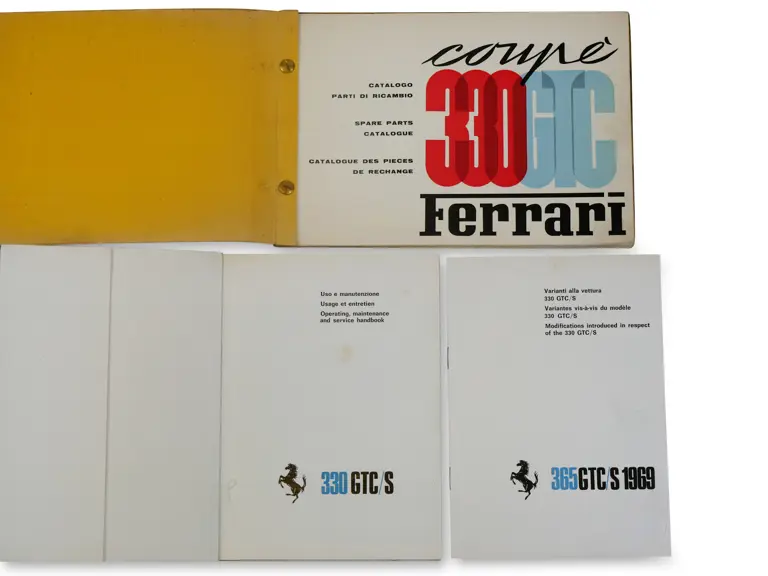 coupè
CATALOGO
PARTI DI RICAMBIO
SPARE PARTS
CATALOGUE
CATALOGUE DES PIECES
DE RECHANGE
330GTC
Ferrari
Uso e manutenzione
Usage et entretien
Operating, maintenance
and service handbook
330 GTC/S
Varianti alla vettura
330 GTC/S
Variantes vis-à-vis du modèle
330 GTC/S
Modifications introduced in respect
of the 330 GTC/S
365GTC/S 1969